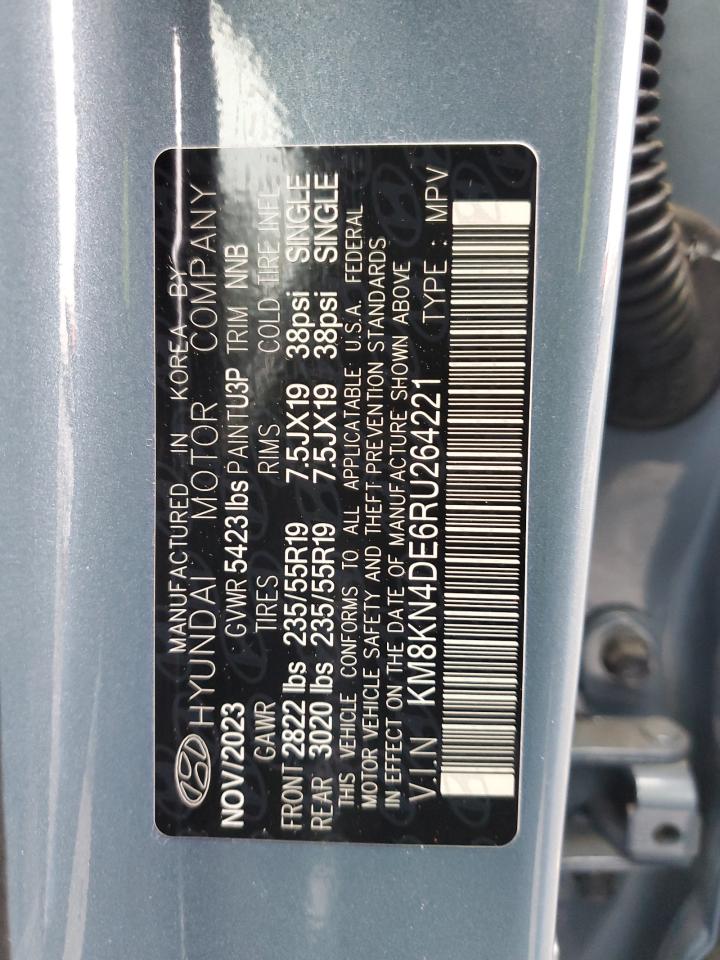 MANUFACTURED IN KOREA BY
HYUNDAI MOTOR COMPANY
NOV/2023 GVWR 5423 lbs PAINT U3P TRIM NNB
GAWR TIRES RIMS COLD TIRE INFL
FRONT 2822 lbs 235/55R19 7.5JX19 38psi SINGLE
REAR 3020 lbs 235/55R19 7.5JX19 38psi SINGLE
THIS VEHICLE CONFORMS TO ALL APPLICATABLE U.S.A. FEDERAL
MOTOR VEHICLE SAFETY AND THEFT PREVENTION STANDARDS
IN EFFECT ON THE DATE OF MANUFACTURE SHOWN ABOVE
V.I.N KM8KN4DE6RU264221 TYPE : MPV